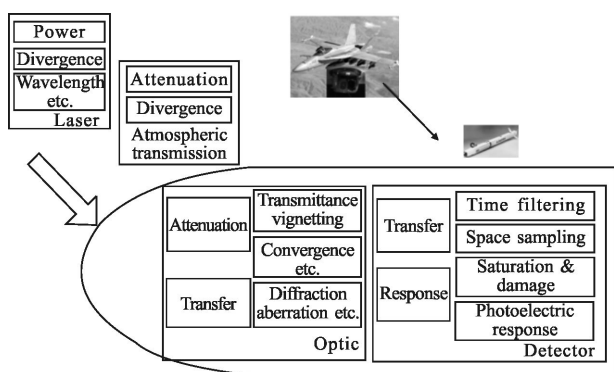 Power
Divergence
Wavelength
etc.
Laser
Attenuation
Divergence
Atmospheric
transmission
Attenuation
Transmittance
vignetting
Convergence
etc.
Transfer
Diffraction
aberration etc.
Optic
Transfer
Time filtering
Space sampling
Response
Saturation &
damage
Photoelectric
response
Detector